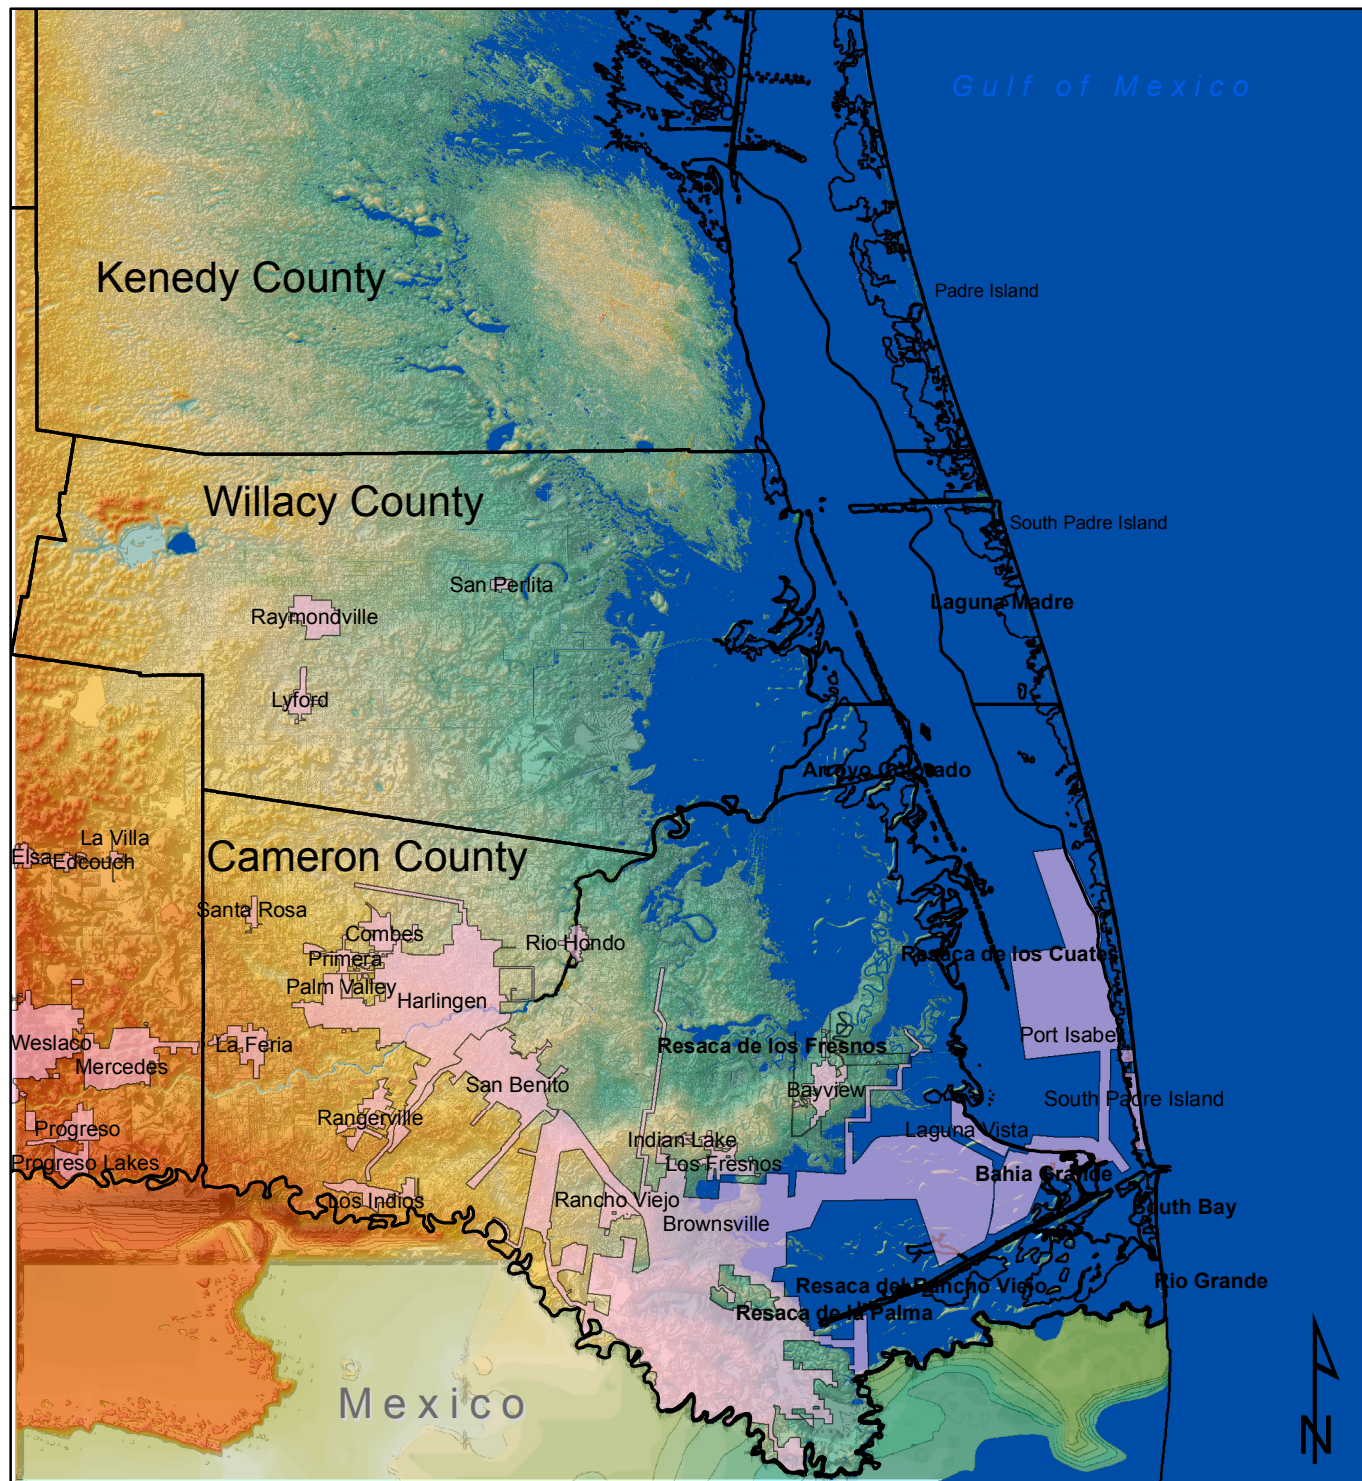 Gulf of Mexico
Kenedy County
Padre Island
Willacy County
South Padre Island
San Perlita
Laguna Madre
Raymondville
Lyford
Arroyo Colorado
La Villa
Elsa
Edcouch
Cameron County
Santa Rosa
Combes
Rio Hondo
Resaca de los Cuates
Primera
Palm Valley
Harlingen
Port Isabel
Weslaco
La Feria
Resaca de los Fresnos
Mercedes
San Benito
Bayview
South Padre Island
Rangerville
Progreso
Indian Lake
Laguna Vista
Progreso Lakes
Los Fresnos
Bahia Grande
Los Indios
Rancho Viejo
South Bay
Brownsville
Resaca del Rancho Viejo
Rio Grande
Resaca de la Palma
Mexico
N